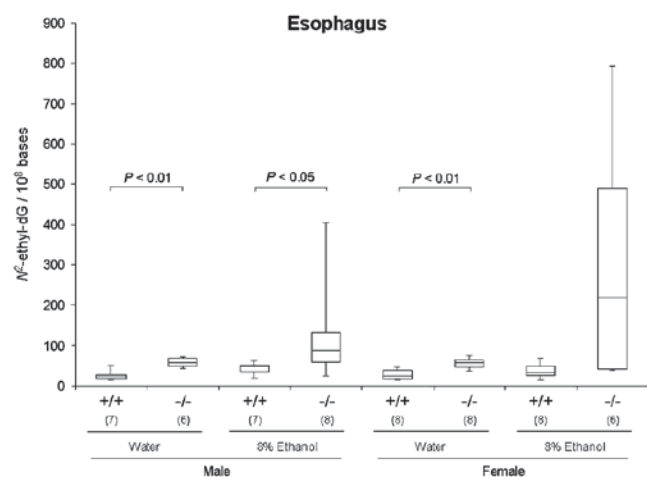 Esophagus
900
800
700
600
500
400
300
200
100
0
N²-ethyl-dG / 10⁸ bases
P < 0.01
P < 0.05
P < 0.01
+/+ -/- +/+ -/- +/+ -/- +/+ -/-
(7) (6) (7) (8) (8) (8) (8) (6)
Water 8% Ethanol Water 8% Ethanol
Male Female